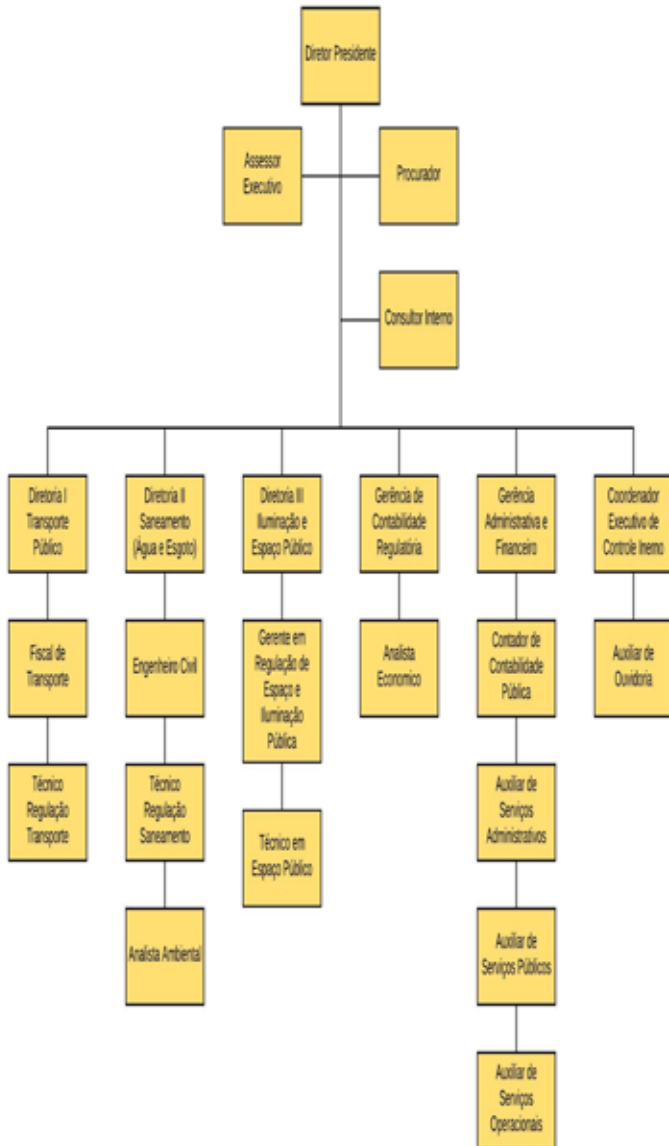 Diretor Presidente
Assessor
Executivo
Procurador
Consultor Interno
Diretoria I
Transporte
Público
Diretoria II
Saneamento
(Água e Esgoto)
Diretoria III
Iluminação e
Espaço Público
Gerência de
Contabilidade
Regulatória
Gerência
Administrativa e
Financeiro
Coordenador
Executivo de
Controle Inerno
Fiscal de
Transporte
Engenheiro Civil
Gerente em
Regulação de
Espaço e
Iluminação
Pública
Analista
Economico
Contador de
Contabilidade
Pública
Auxiliar de
Ouvidoria
Técnico
Regulação
Transporte
Técnico
Regulação
Saneamento
Técnico em
Espaço Público
Auxiliar de
Serviços
Administrativos
Analista Ambiental
Auxiliar de
Serviços Públicos
Auxiliar de
Serviços
Operacionais